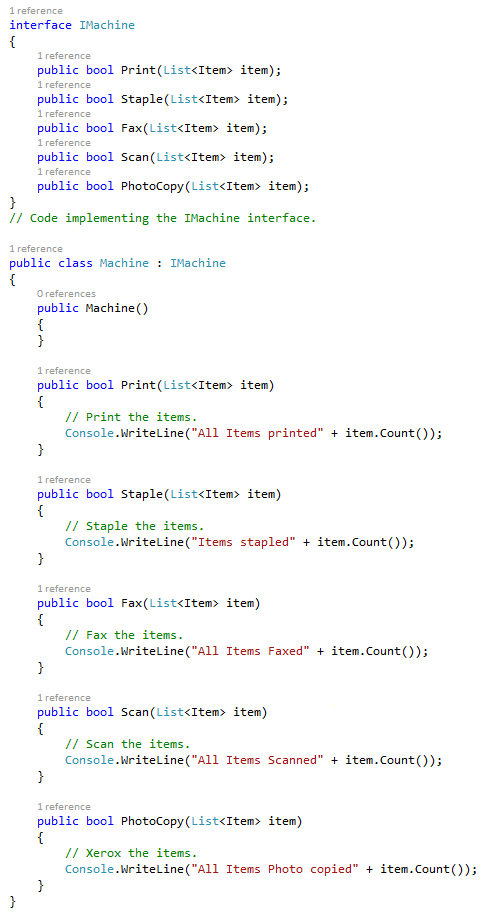 1 reference
interface IMachine
{
1 reference
public bool Print(List<Item> item);
1 reference
public bool Staple(List<Item> item);
1 reference
public bool Fax(List<Item> item);
1 reference
public bool Scan(List<Item> item);
1 reference
public bool PhotoCopy(List<Item> item);
}
// Code implementing the IMachine interface.
1 reference
public class Machine : IMachine
{
0 references
public Machine()
{
}
1 reference
public bool Print(List<Item> item)
{
// Print the items.
Console.WriteLine("All Items printed" + item.Count());
}
1 reference
public bool Staple(List<Item> item)
{
// Staple the items.
Console.WriteLine("Items stapled" + item.Count());
}
1 reference
public bool Fax(List<Item> item)
{
// Fax the items.
Console.WriteLine("All Items Faxed" + item.Count());
}
1 reference
public bool Scan(List<Item> item)
{
// Scan the items.
Console.WriteLine("All Items Scanned" + item.Count());
}
1 reference
public bool PhotoCopy(List<Item> item)
{
// Xerox the items.
Console.WriteLine("All Items Photo copied" + item.Count());
}
}